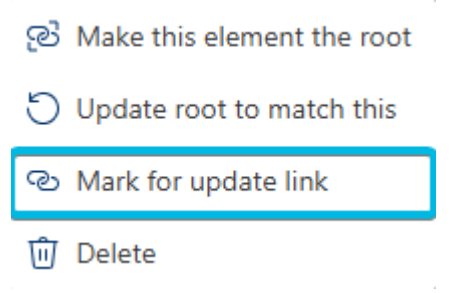 Make this element the root
Update root to match this
Mark for update link
Delete